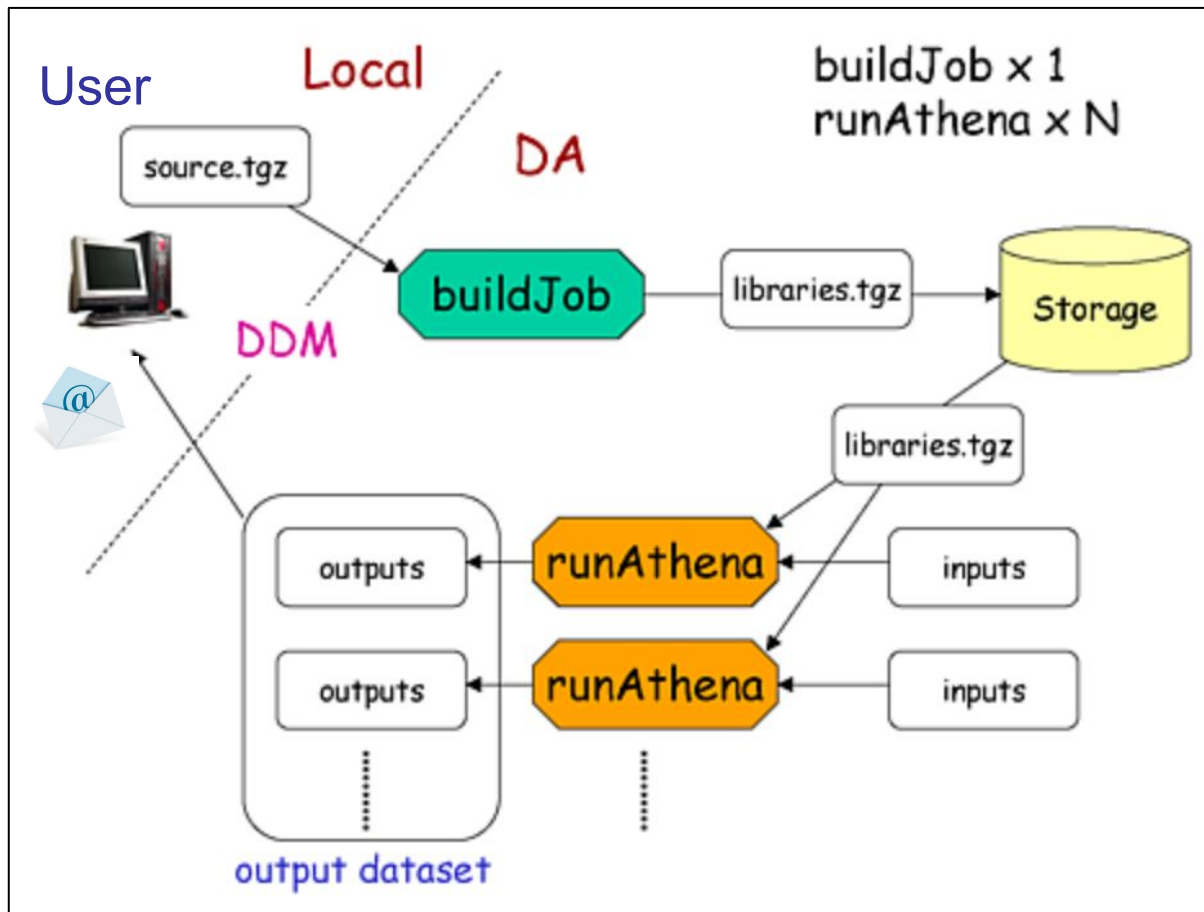 User
Local
buildJob x 1
runAthena x N
source.tgz
DA
buildJob
libraries.tgz
Storage
DDM
@
libraries.tgz
outputs
runAthena
inputs
outputs
runAthena
inputs
output dataset